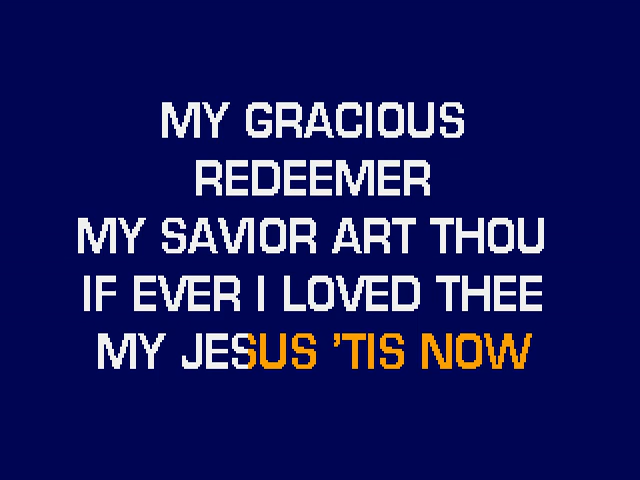 MY GRACIOUS
REDEEMER
MY SAVIOR ART THOU
IF EVER I LOVED THEE
MY JESUS 'TIS NOW